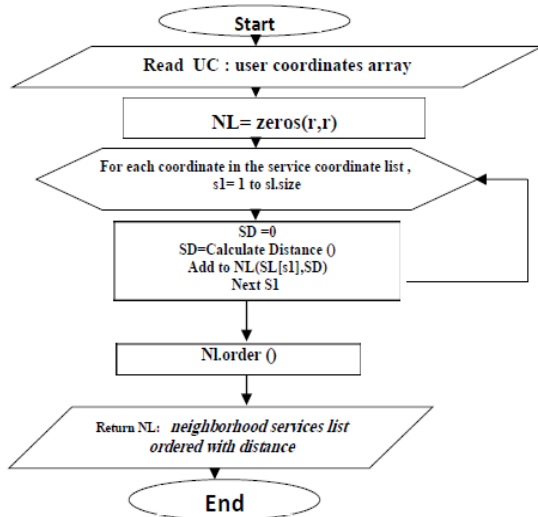 Start
Read UC : user coordinates array
NL= zeros(r,r)
For each coordinate in the service coordinate list ,
s1= 1 to sl.size
SD =0
SD=Calculate Distance ()
Add to NL(SL[s1],SD)
Next S1
Nl.order ()
Return NL: neighborhood services list
ordered with distance
End